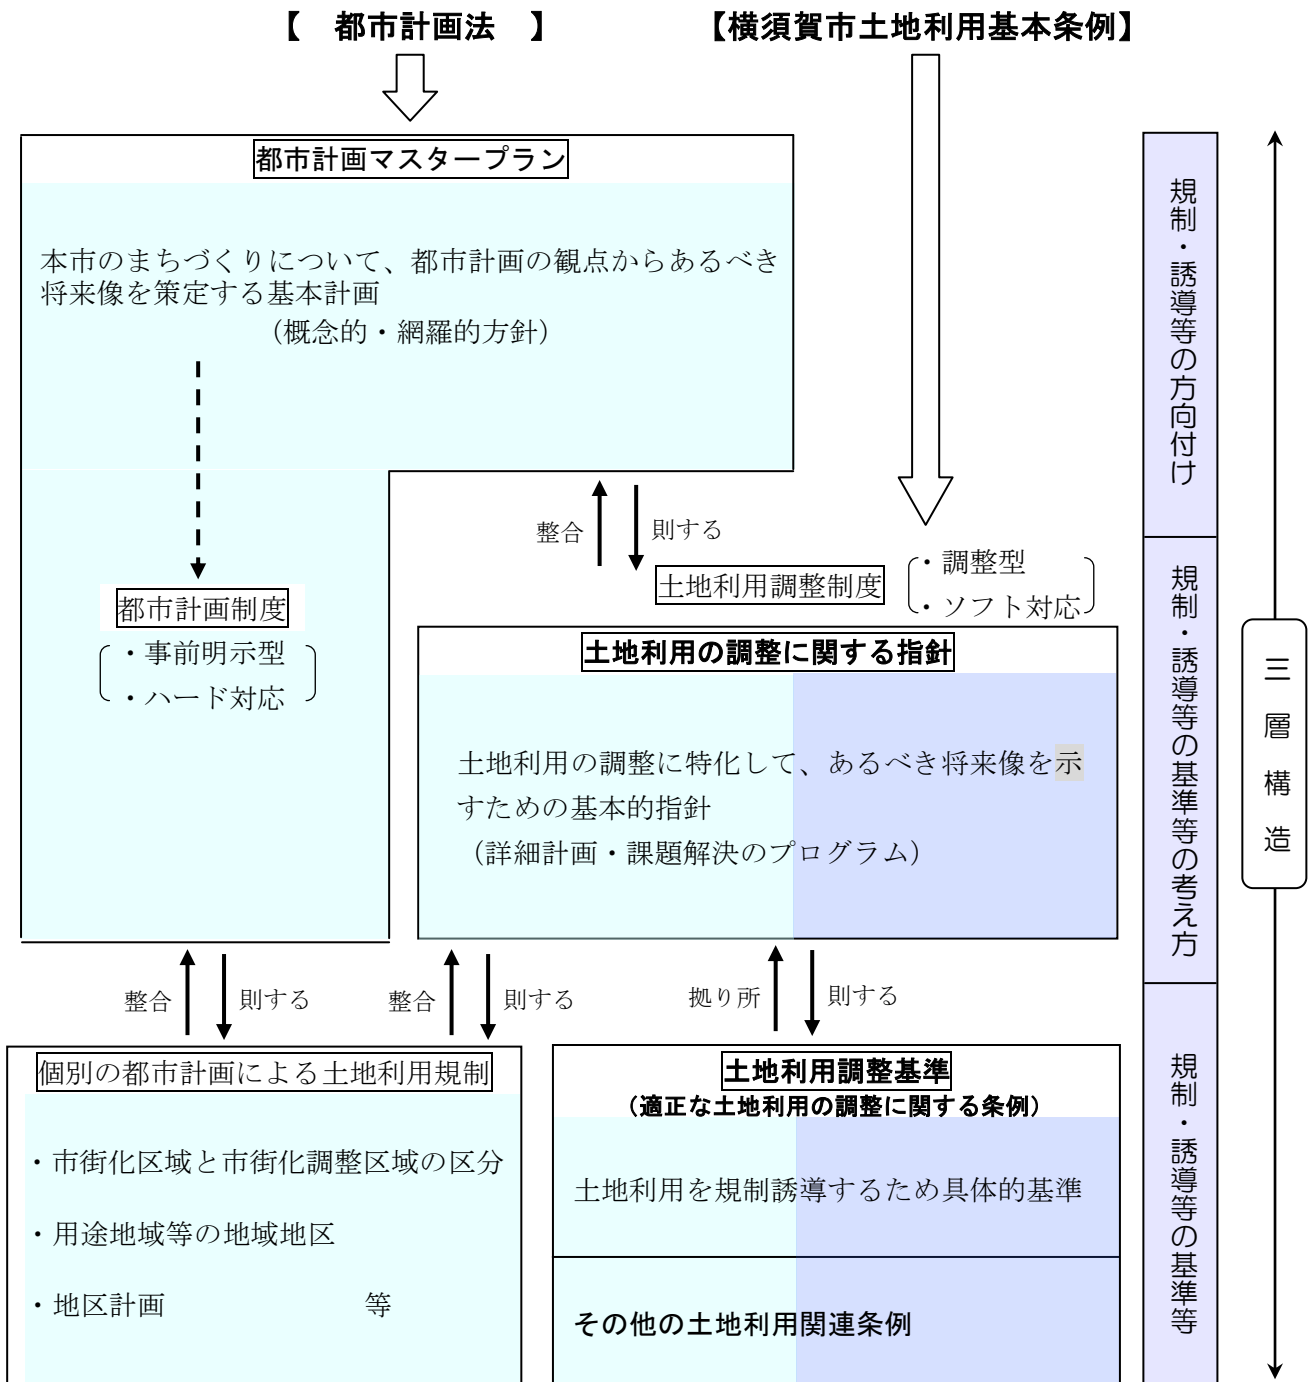 【　都市計画法　】
【横須賀市土地利用基本条例】
都市計画マスタープラン
本市のまちづくりについて、都市計画の観点からあるべき
将来像を策定する基本計画
（概念的・網羅的方針）
整合
則する
都市計画制度
・事前明示型
・ハード対応
土地利用調整制度
・調整型
・ソフト対応
土地利用の調整に関する指針
土地利用の調整に特化して、あるべき将来像を示
すための基本的指針
（詳細計画・課題解決のプログラム）
整合
則する
整合
則する
拠り所
則する
個別の都市計画による土地利用規制
・市街化区域と市街化調整区域の区分
・用途地域等の地域地区
・地区計画　　　　　　　等
土地利用調整基準
（適正な土地利用の調整に関する条例）
土地利用を規制誘導するため具体的基準
その他の土地利用関連条例
規制・誘導等の方向付け
規制・誘導等の基準等の考え方
規制・誘導等の基準等
三層構造